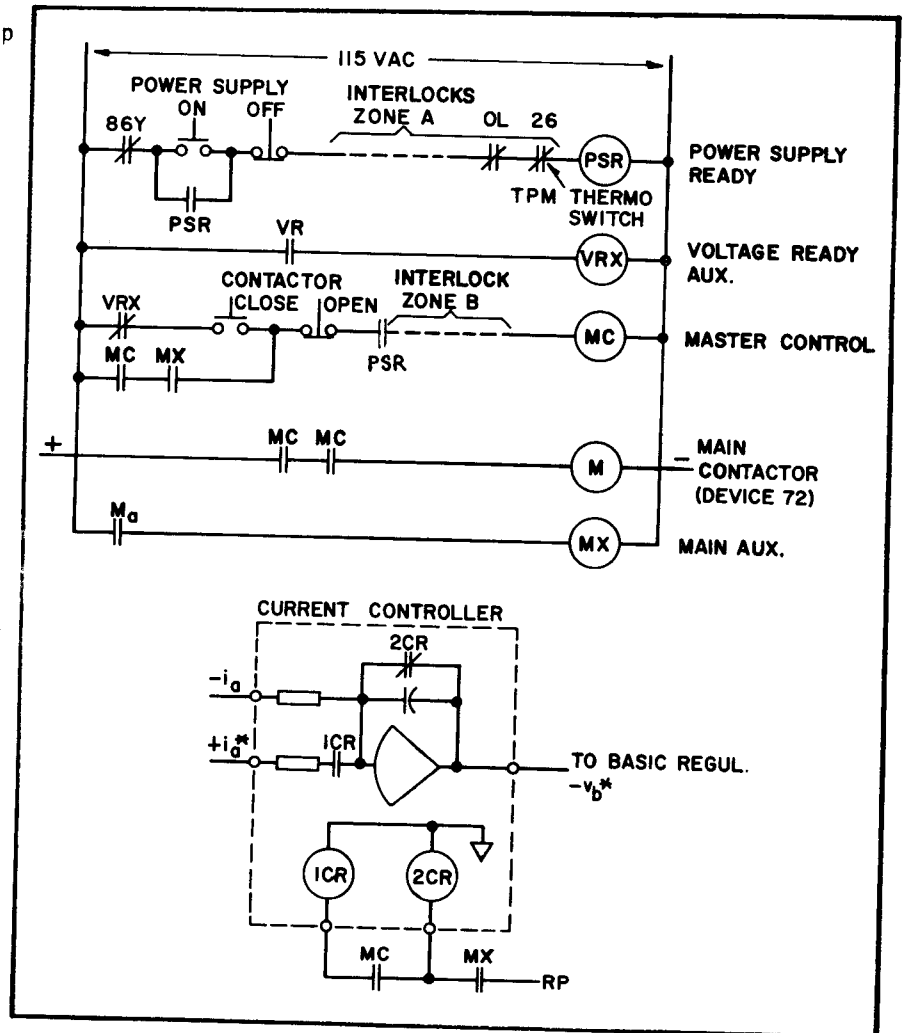 p
115 VAC
POWER SUPPLY
ON OFF
INTERLOCKS
ZONE A
86Y
OL 26
PSR
POWER SUPPLY
READY
PSR
TPM THERMO
SWITCH
VR
VRX
VOLTAGE READY
AUX.
CONTACTOR
CLOSE OPEN
INTERLOCK
ZONE B
VRX
PSR
MC
MASTER CONTROL
MC MX
+
MC MC
M
-
MAIN
CONTACTOR
(DEVICE 72)
Ma
MX
MAIN AUX.
CURRENT CONTROLLER
2CR
-ia
+ia*
1CR
TO BASIC REGUL.
-vb*
1CR
2CR
MC
MX
RP